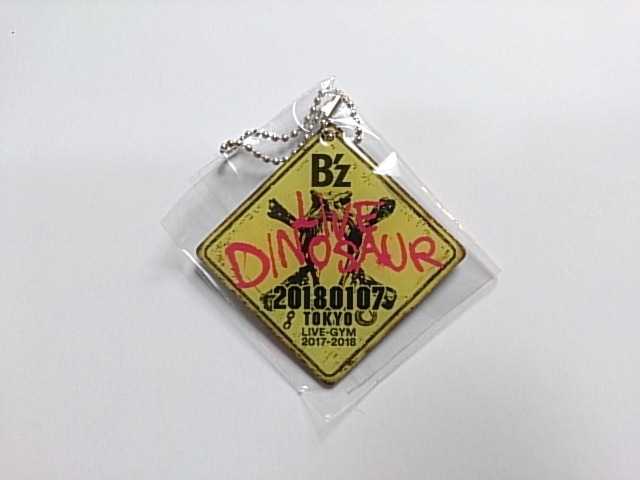 B'z
LIVE
DINOSAUR
20180107
TOKYO
LIVE-GYM
2017-2018